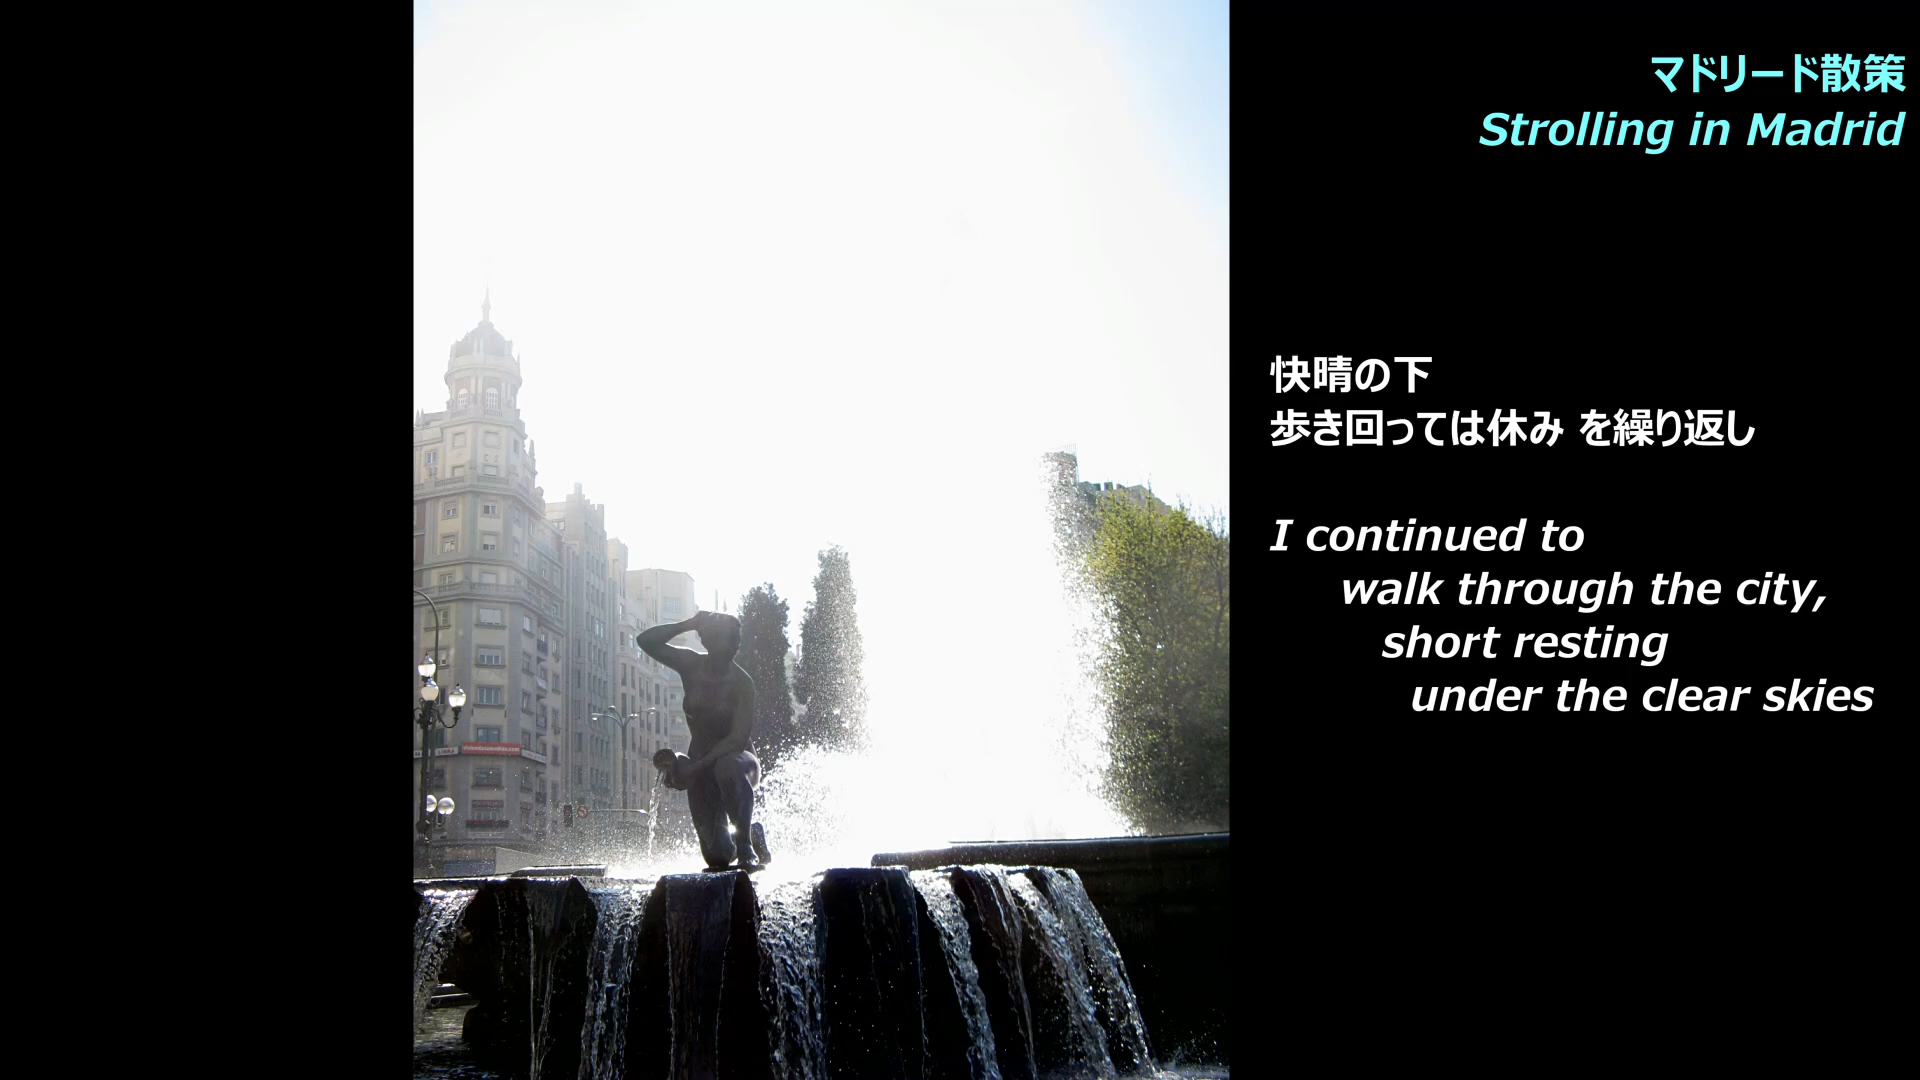 マドリード散策
Strolling in Madrid
快晴の下
歩き回っては休み を繰り返し
I continued to
walk through the city,
short resting
under the clear skies